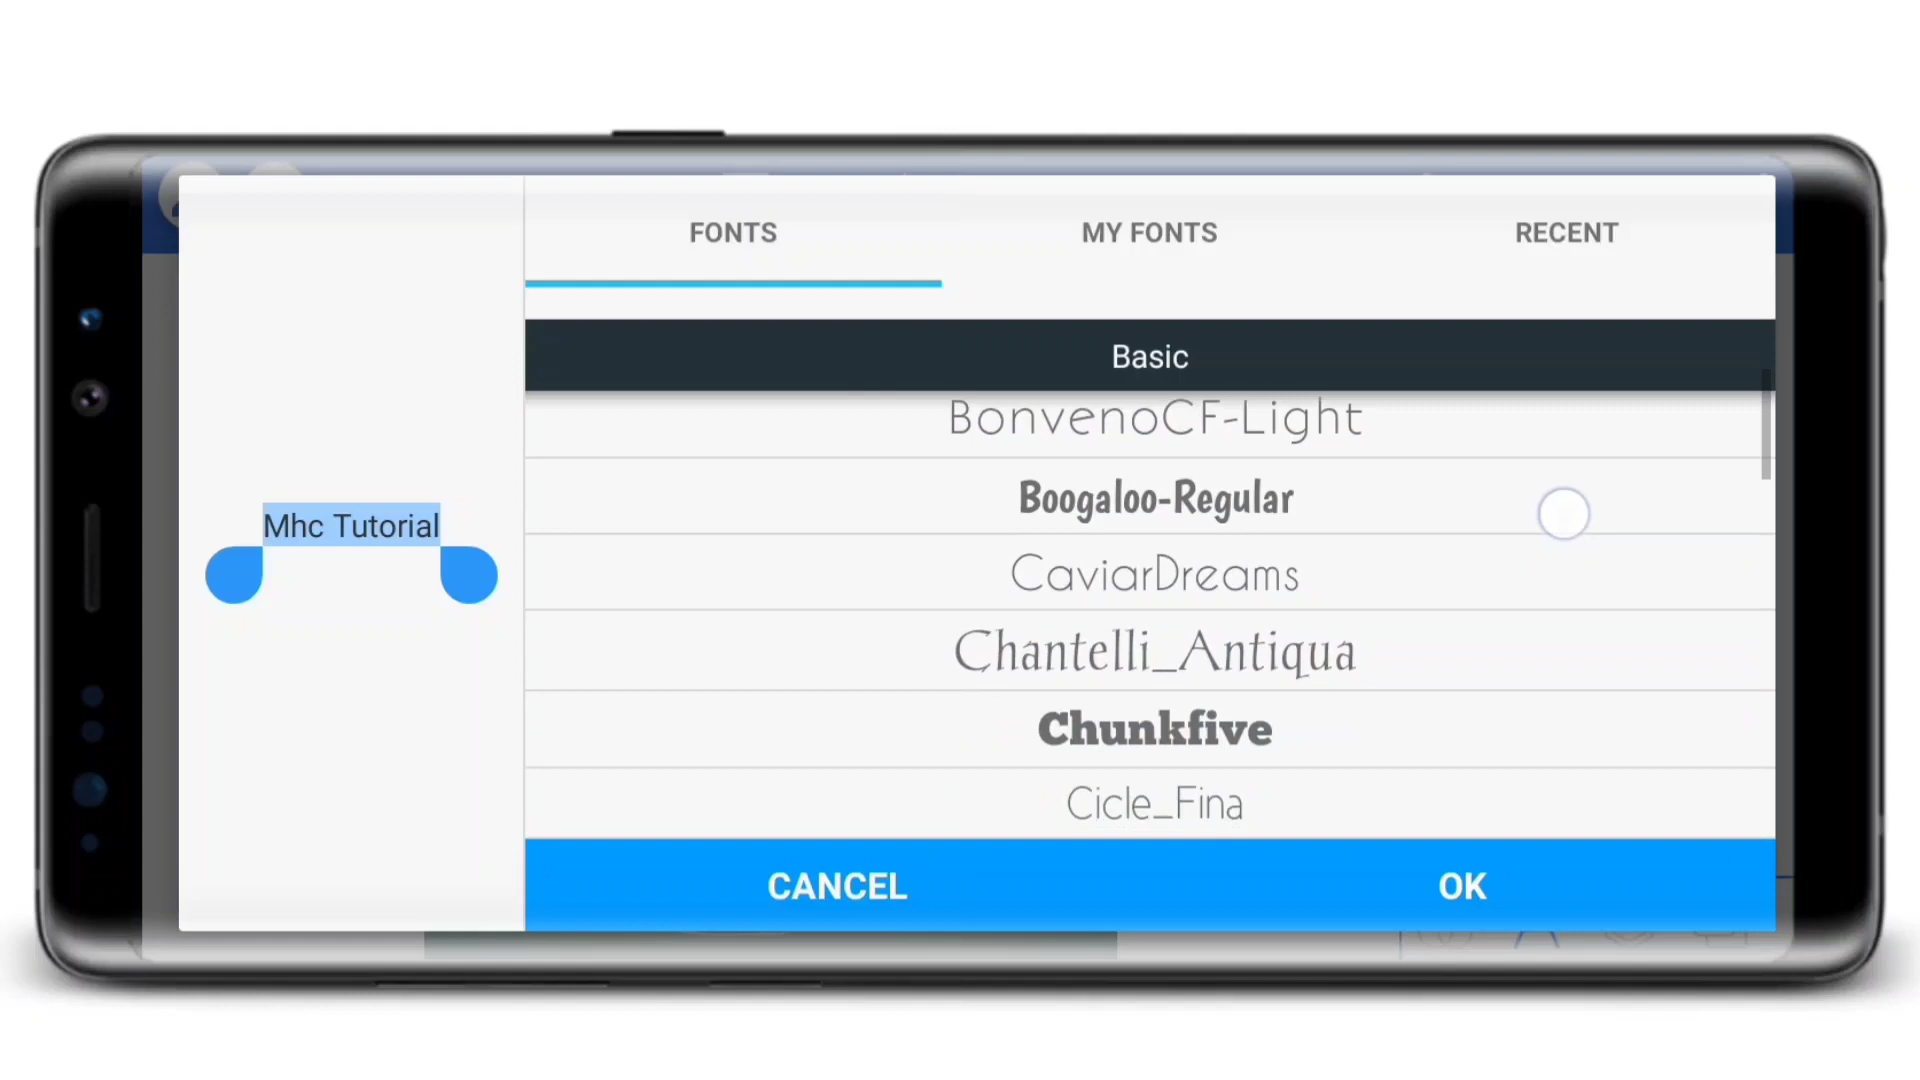 FONTS
MY FONTS
RECENT
Basic
BonvenoCF-Light
Boogaloo-Regular
CaviarDreams
Chantelli_Antiqua
Chunkfive
Cicle_Fina
Mhc Tutorial
CANCEL
OK